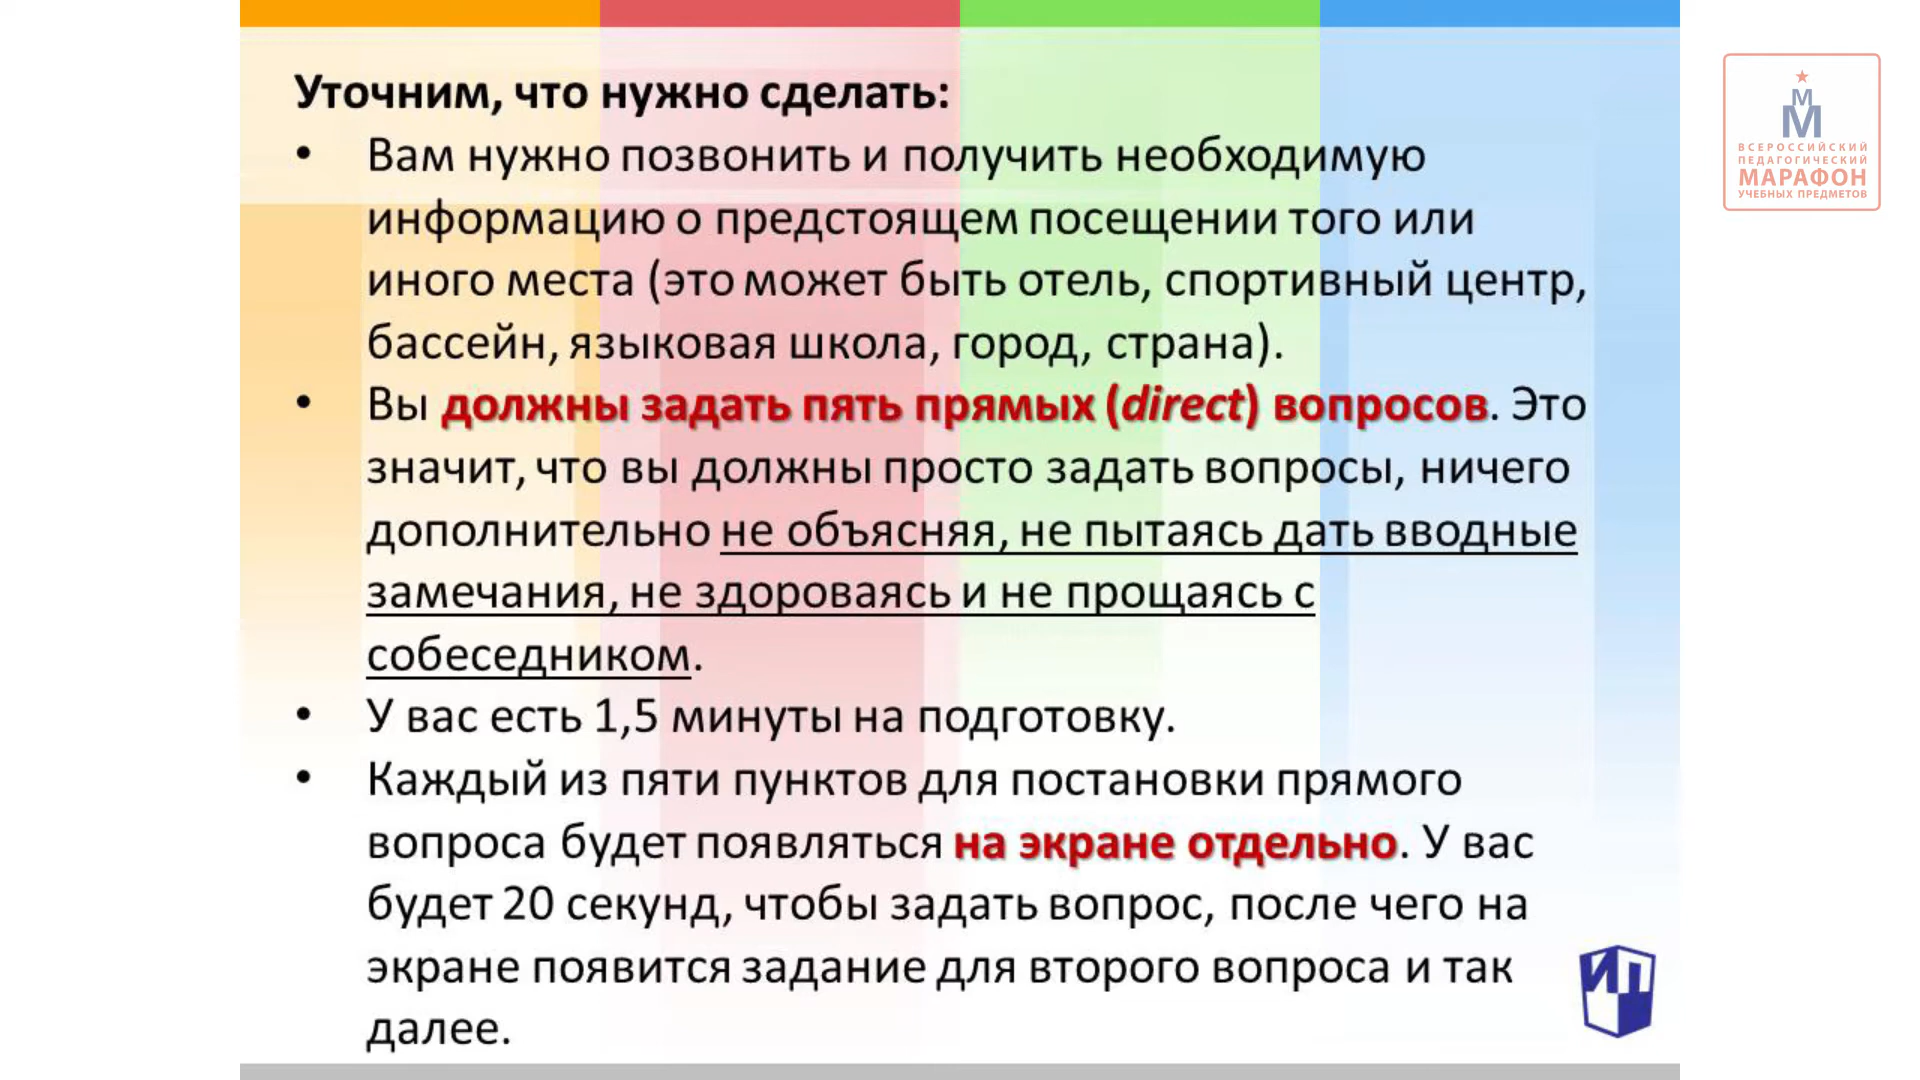 Уточним, что нужно сделать:
• Вам нужно позвонить и получить необходимую
информацию о предстоящем посещении того или
иного места (это может быть отель, спортивный центр,
бассейн, языковая школа, город, страна).
• Вы должны задать пять прямых (direct) вопросов. Это
значит, что вы должны просто задать вопросы, ничего
дополнительно не объясняя, не пытаясь дать вводные
замечания, не здороваясь и не прощаясь с
собеседником.
• У вас есть 1,5 минуты на подготовку.
• Каждый из пяти пунктов для постановки прямого
вопроса будет появляться на экране отдельно. У вас
будет 20 секунд, чтобы задать вопрос, после чего на
экране появится задание для второго вопроса и так
далее.
М
М
ВСЕРОССИЙСКИЙ
ПЕДАГОГИЧЕСКИЙ
МАРАФОН
УЧЕБНЫХ ПРЕДМЕТОВ
ИП